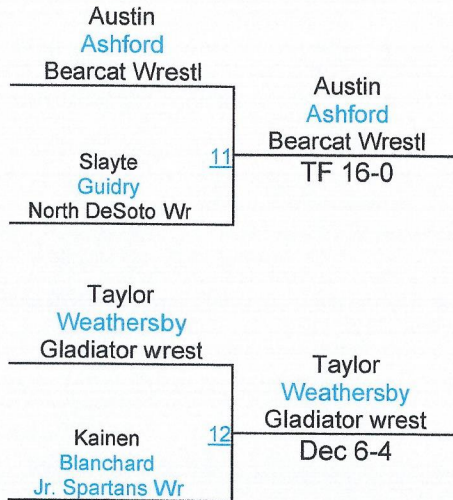 Austin
Ashford
Bearcat Wrestl
Slayte
Guidry
North DeSoto Wr
11
Austin
Ashford
Bearcat Wrestl
TF 16-0
Taylor
Weathersby
Gladiator wrest
Kainen
Blanchard
Jr. Spartans Wr
12
Taylor
Weathersby
Gladiator wrest
Dec 6-4